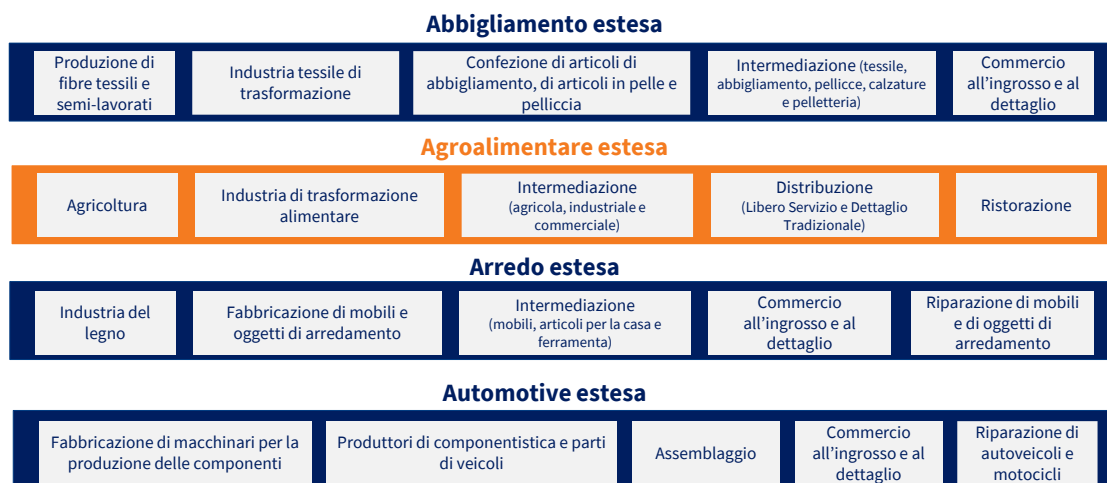 Abbigliamento estesa
Produzione di
fibre tessili e
semi-lavorati
Industria tessile di
trasformazione
Confezione di articoli di
abbigliamento, di articoli in pelle e
pelliccia
Intermediazione (tessile,
abbigliamento, pellicce, calzature
e pelletteria)
Commercio
all'ingrosso e al
dettaglio
Agroalimentare estesa
Agricoltura
Industria di trasformazione
alimentare
Intermediazione
(agricola, industriale e
commerciale)
Distribuzione
(Libero Servizio e Dettaglio
Tradizionale)
Ristorazione
Arredo estesa
Industria del
legno
Fabbricazione di mobili e
oggetti di arredamento
Intermediazione
(mobili, articoli per la casa e
ferramenta)
Commercio
all'ingrosso e al
dettaglio
Riparazione di mobili
e di oggetti di
arredamento
Automotive estesa
Fabbricazione di macchinari per la
produzione delle componenti
Produttori di componentistica e parti
di veicoli
Assemblaggio
Commercio
all'ingrosso e al
dettaglio
Riparazione di
autoveicoli e
motocicli